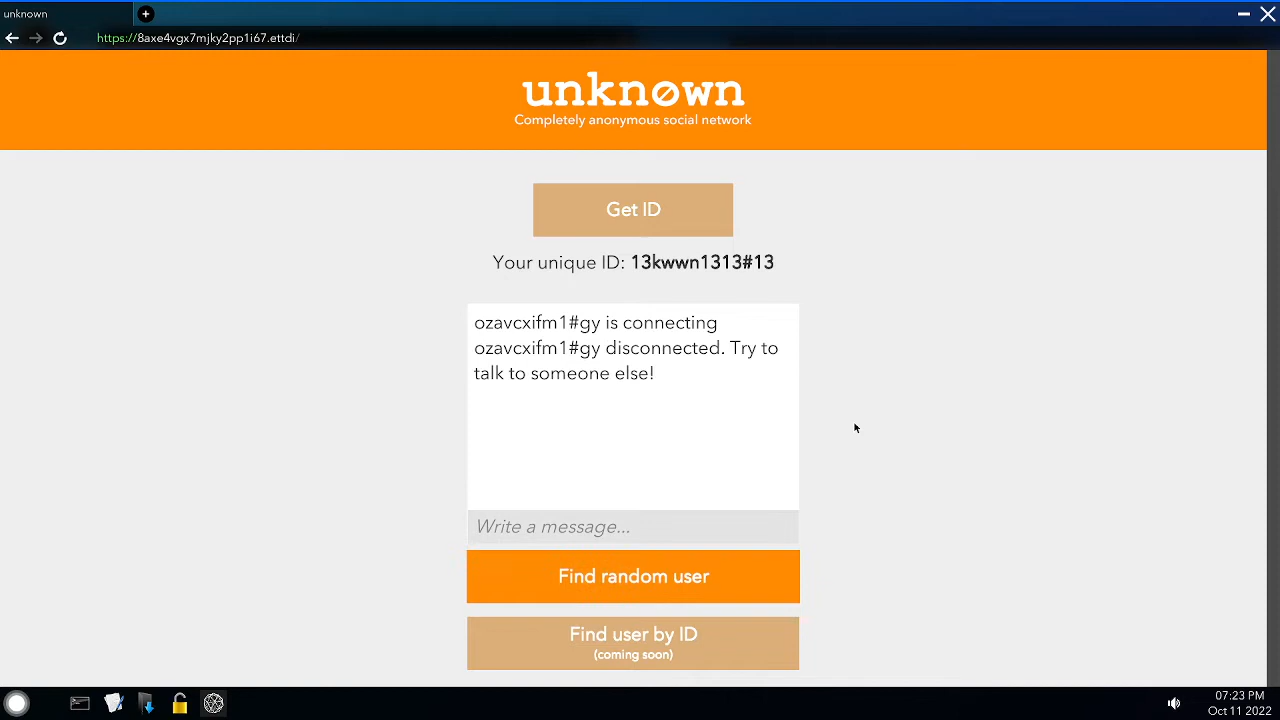 unknown
https://8axe4vgx7mjky2pp1i67.ettdi/
unknøwn
Completely anonymous social network
Get ID
Your unique ID: 13kwwn1313#13
ozavcxifm1#gy is connecting
ozavcxifm1#gy disconnected. Try to
talk to someone else!
Write a message...
Find random user
Find user by ID
(coming soon)
07:23 PM
Oct 11 2022